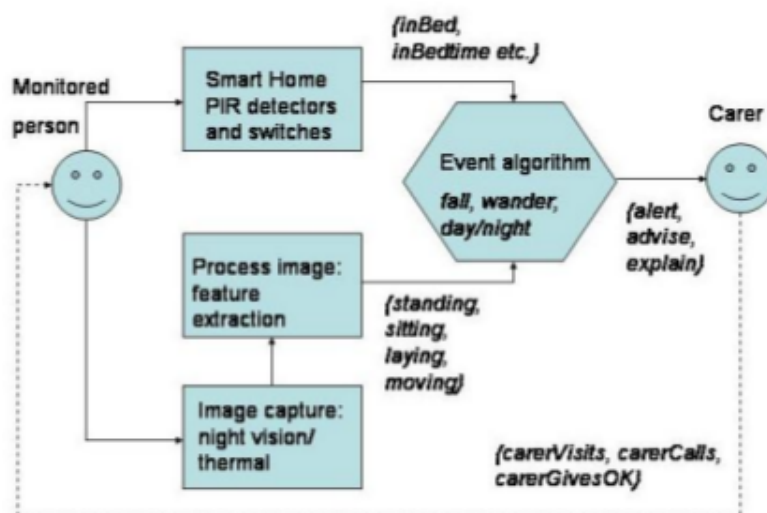 Monitored
person
Smart Home
PIR detectors
and switches
{inBed,
inBedtime etc.}
Event algorithm
fall, wander,
day/night
Carer
{alert,
advise,
explain}
Process image:
feature
extraction
{standing,
sitting,
laying,
moving}
Image capture:
night vision/
thermal
{carerVisits, carerCalls,
carerGivesOK}